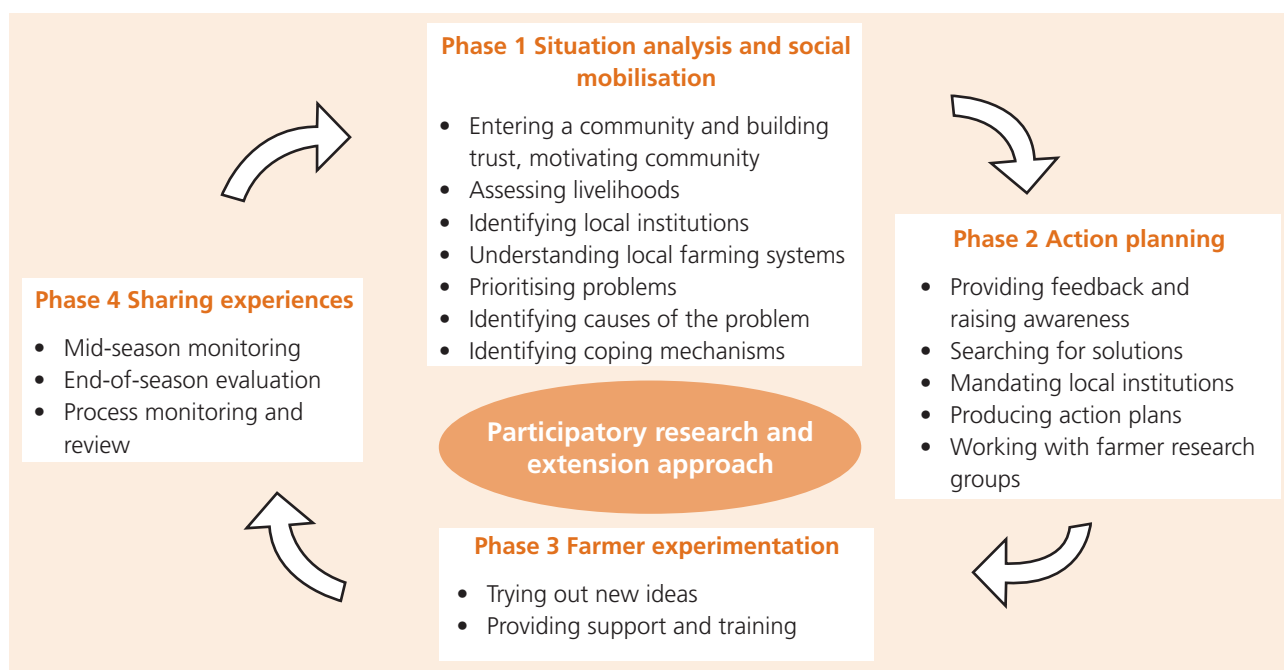 Phase 1 Situation analysis and social
mobilisation
• Entering a community and building
trust, motivating community
• Assessing livelihoods
• Identifying local institutions
• Understanding local farming systems
• Prioritising problems
• Identifying causes of the problem
• Identifying coping mechanisms
Phase 2 Action planning
• Providing feedback and
raising awareness
• Searching for solutions
• Mandating local institutions
• Producing action plans
• Working with farmer research
groups
Phase 3 Farmer experimentation
• Trying out new ideas
• Providing support and training
Phase 4 Sharing experiences
• Mid-season monitoring
• End-of-season evaluation
• Process monitoring and
review
Participatory research and
extension approach